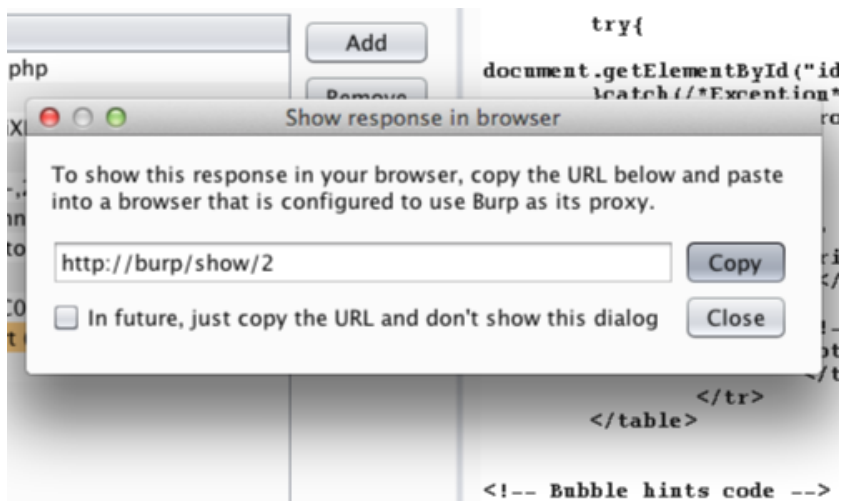 try{
Add
php
document.getElementById("id
Remove
}catch(/*Exception*
Show response in browser
To show this response in your browser, copy the URL below and paste
into a browser that is configured to use Burp as its proxy.
http://burp/show/2
Copy
In future, just copy the URL and don't show this dialog
Close
</tr>
</table>
<!-- Bubble hints code -->